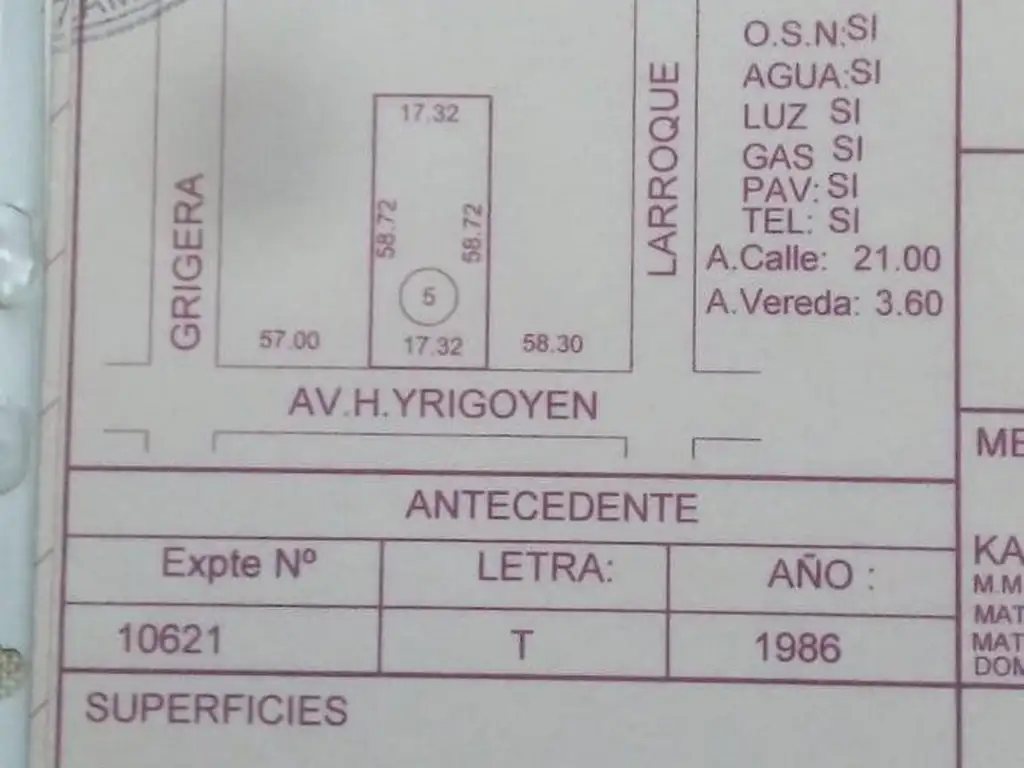 O.S.N:SI
AGUA:SI
LUZ SI
GAS SI
PAV: SI
TEL: SI
A.Calle: 21.00
A.Vereda: 3.60
17.32
58.72
58.72
5
GRIGERA
LARROQUE
57.00
17.32
58.30
AV.H.YRIGOYEN
ANTECEDENTE
Expte Nº
LETRA:
AÑO :
10621
T
1986
SUPERFICIES
ME
KA
M.M
MAT
MAT
DOM